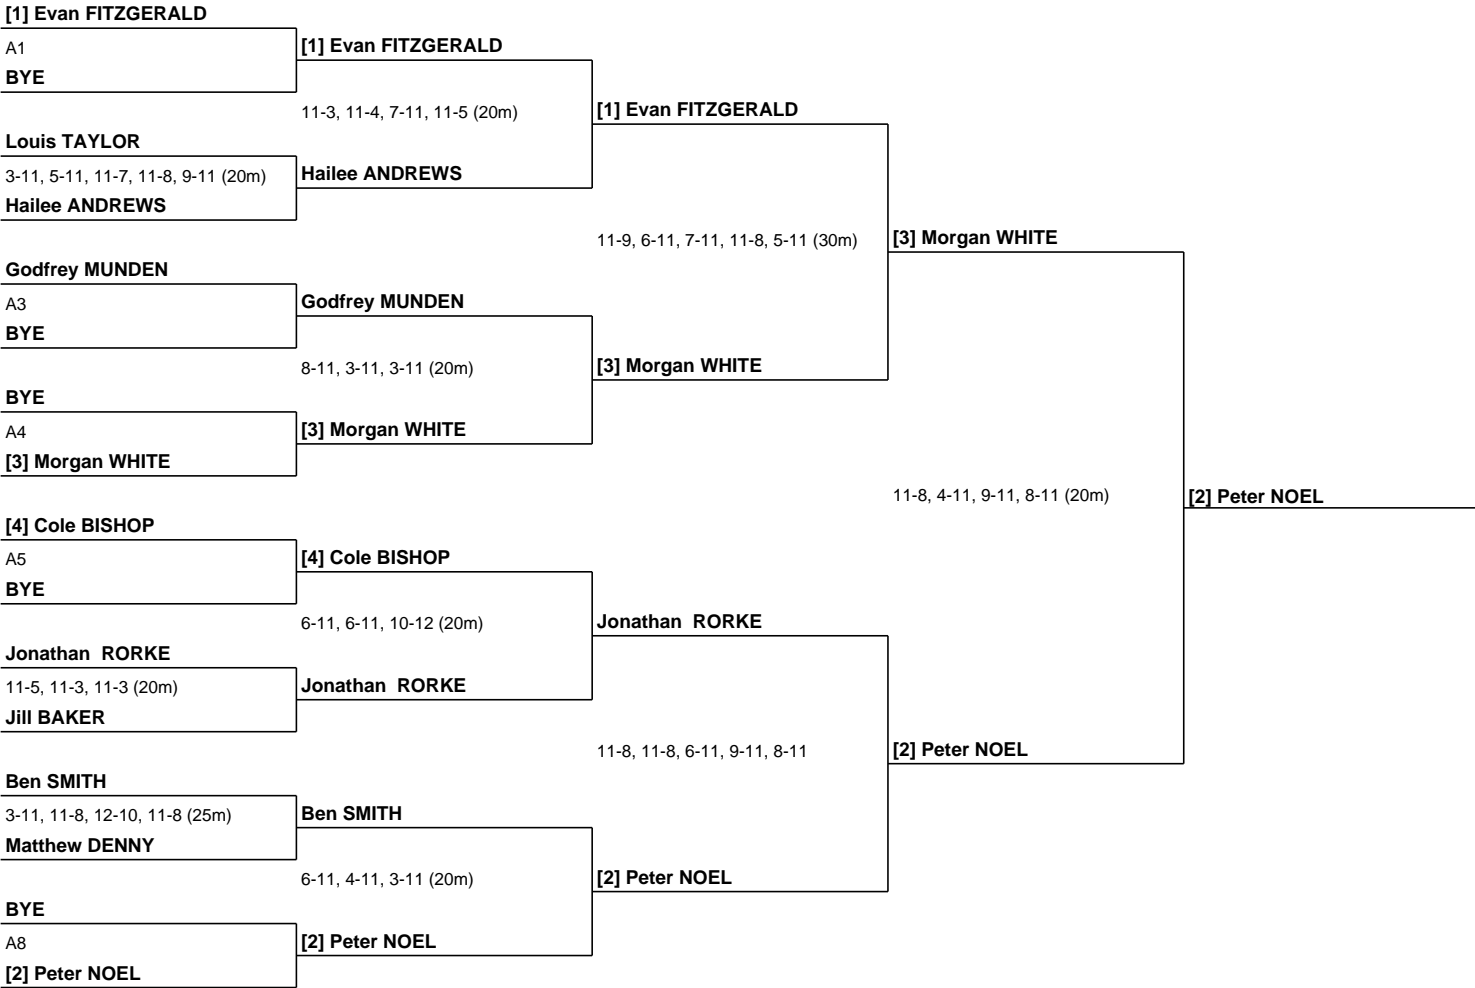 [1] Evan FITZGERALD
A1
BYE
Louis TAYLOR
3-11, 5-11, 11-7, 11-8, 9-11 (20m)
Hailee ANDREWS
Godfrey MUNDEN
A3
BYE
BYE
A4
[3] Morgan WHITE
[4] Cole BISHOP
A5
BYE
Jonathan  RORKE
11-5, 11-3, 11-3 (20m)
Jill BAKER
Ben SMITH
3-11, 11-8, 12-10, 11-8 (25m)
Matthew DENNY
BYE
A8
[2] Peter NOEL
[1] Evan FITZGERALD
11-3, 11-4, 7-11, 11-5 (20m)
Hailee ANDREWS
Godfrey MUNDEN
8-11, 3-11, 3-11 (20m)
[3] Morgan WHITE
[4] Cole BISHOP
6-11, 6-11, 10-12 (20m)
Jonathan  RORKE
Ben SMITH
6-11, 4-11, 3-11 (20m)
[2] Peter NOEL
[1] Evan FITZGERALD
11-9, 6-11, 7-11, 11-8, 5-11 (30m)
[3] Morgan WHITE
Jonathan  RORKE
11-8, 11-8, 6-11, 9-11, 8-11
[2] Peter NOEL
[3] Morgan WHITE
11-8, 4-11, 9-11, 8-11 (20m)
[2] Peter NOEL
[2] Peter NOEL